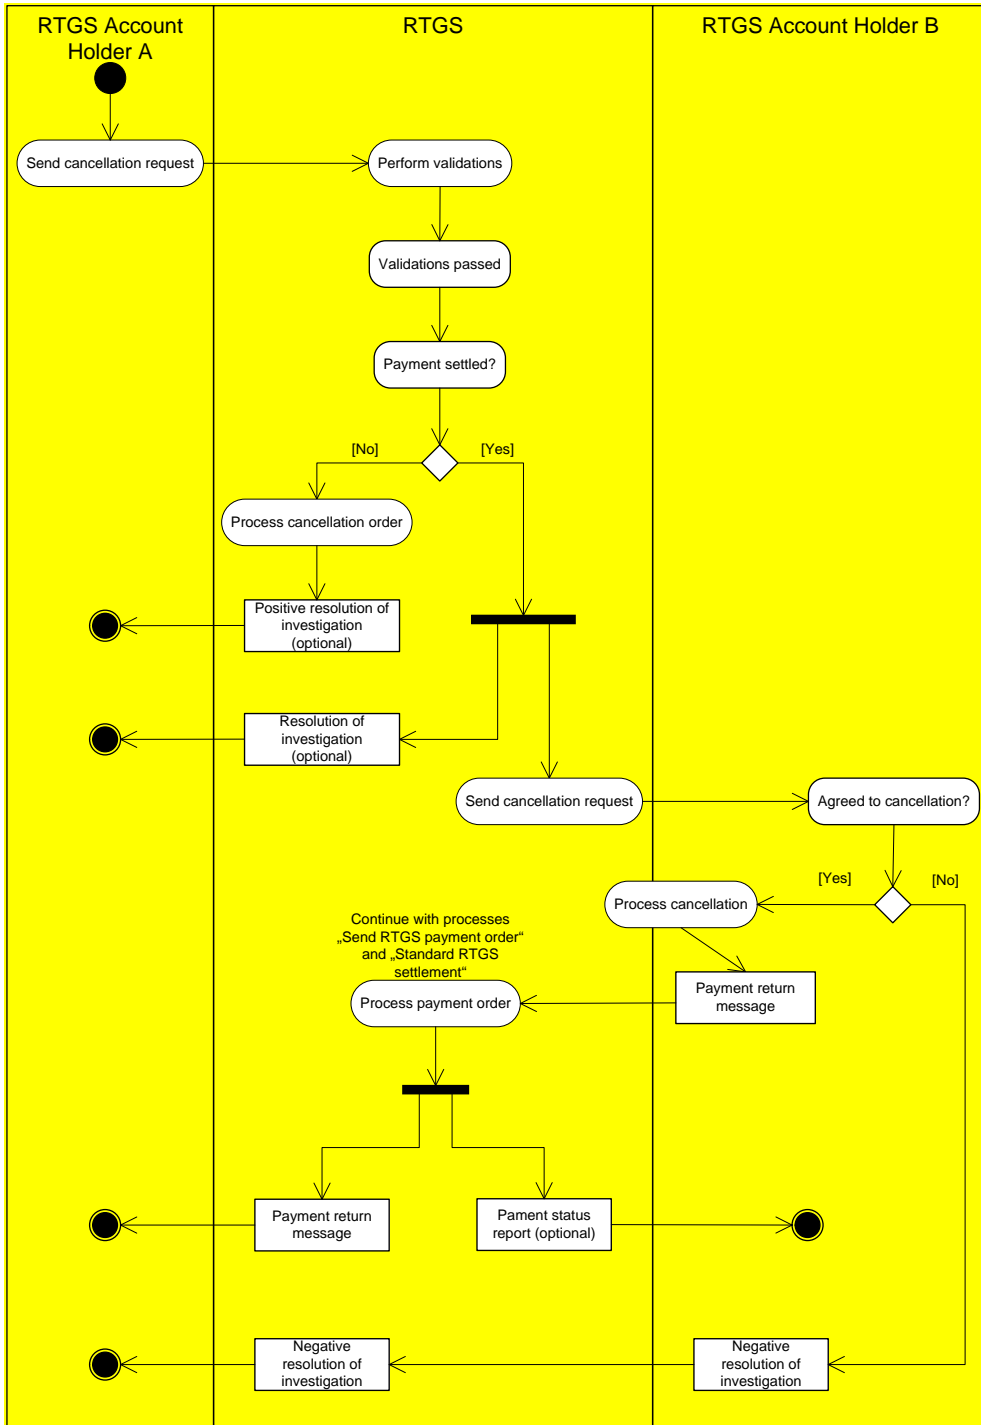 RTGS Account
Holder A
RTGS
RTGS Account Holder B
Send cancellation request
Perform validations
Validations passed
Payment settled?
[No]
[Yes]
Process cancellation order
Positive resolution of
investigation
(optional)
Resolution of
investigation
(optional)
Send cancellation request
Agreed to cancellation?
[Yes]
[No]
Process cancellation
Continue with processes
„Send RTGS payment order“
and „Standard RTGS
settlement“
Payment return
message
Process payment order
Payment return
message
Pament status
report (optional)
Negative
resolution of
investigation
Negative
resolution of
investigation